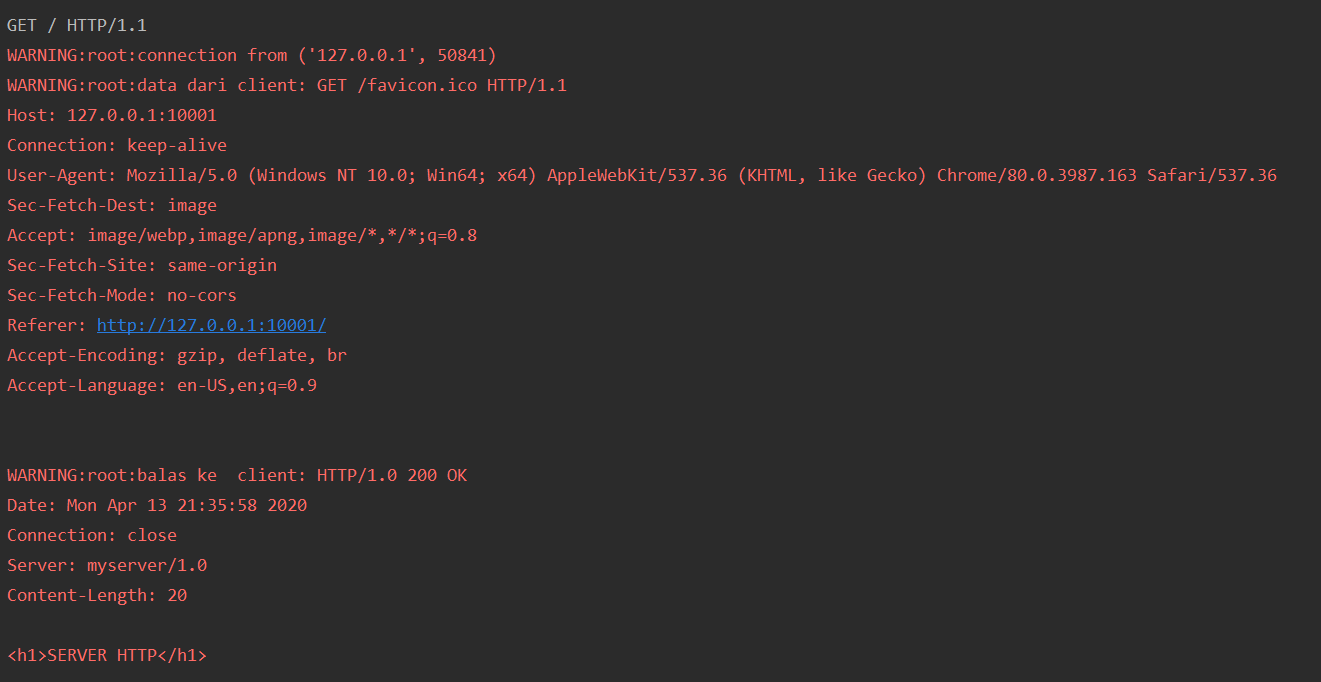 GET / HTTP/1.1
WARNING:root:connection from ('127.0.0.1', 50841)
WARNING:root:data dari client: GET /favicon.ico HTTP/1.1
Host: 127.0.0.1:10001
Connection: keep-alive
User-Agent: Mozilla/5.0 (Windows NT 10.0; Win64; x64) AppleWebKit/537.36 (KHTML, like Gecko) Chrome/80.0.3987.163 Safari/537.36
Sec-Fetch-Dest: image
Accept: image/webp,image/apng,image/*,*/*;q=0.8
Sec-Fetch-Site: same-origin
Sec-Fetch-Mode: no-cors
Referer: http://127.0.0.1:10001/
Accept-Encoding: gzip, deflate, br
Accept-Language: en-US,en;q=0.9
WARNING:root:balas ke  client: HTTP/1.0 200 OK
Date: Mon Apr 13 21:35:58 2020
Connection: close
Server: myserver/1.0
Content-Length: 20
<h1>SERVER HTTP</h1>